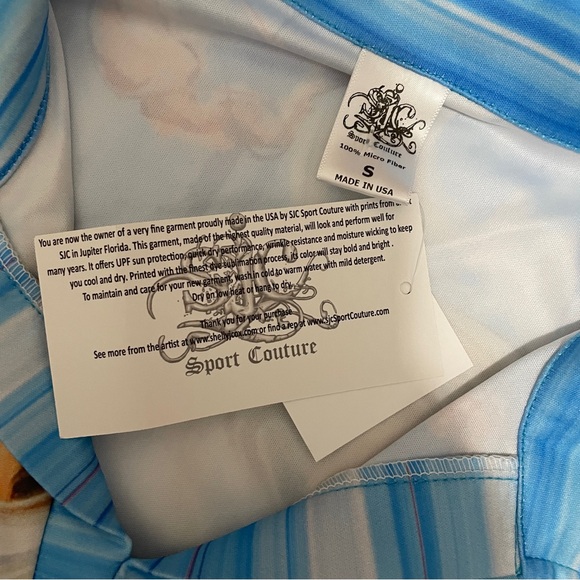 Sport Couture
100% Micro Fiber
S
MADE IN USA
You are now the owner of a very fine garment proudly made in the USA by SJC Sport Couture with prints from
SJC in Jupiter Florida. This garment, made of the highest quality material, will look and perform well for
many years. It offers UPF sun protection, quick dry performance, wrinkle resistance and moisture wicking to keep
you cool and dry. Printed with the finest dye sublimation process, its color will stay bold and bright .
To maintain and care for your new garment, wash in cold to warm water with mild detergent.
Dry on low heat or hang to dry.
Thank you for your purchase
See more from the artist at www.shellyjcox.com or find a rep at www.sjcSportCouture.com
Sport Couture